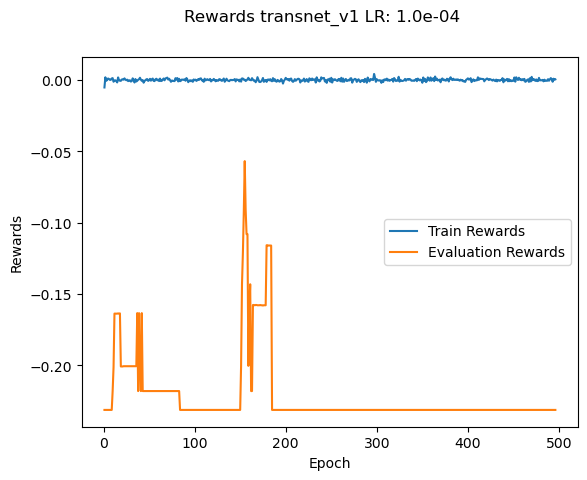 Rewards transnet_v1 LR: 1.0e-04
0.00
−0.05
−0.10
−0.15
−0.20
Rewards
Train Rewards
Evaluation Rewards
0 100 200 300 400 500
Epoch